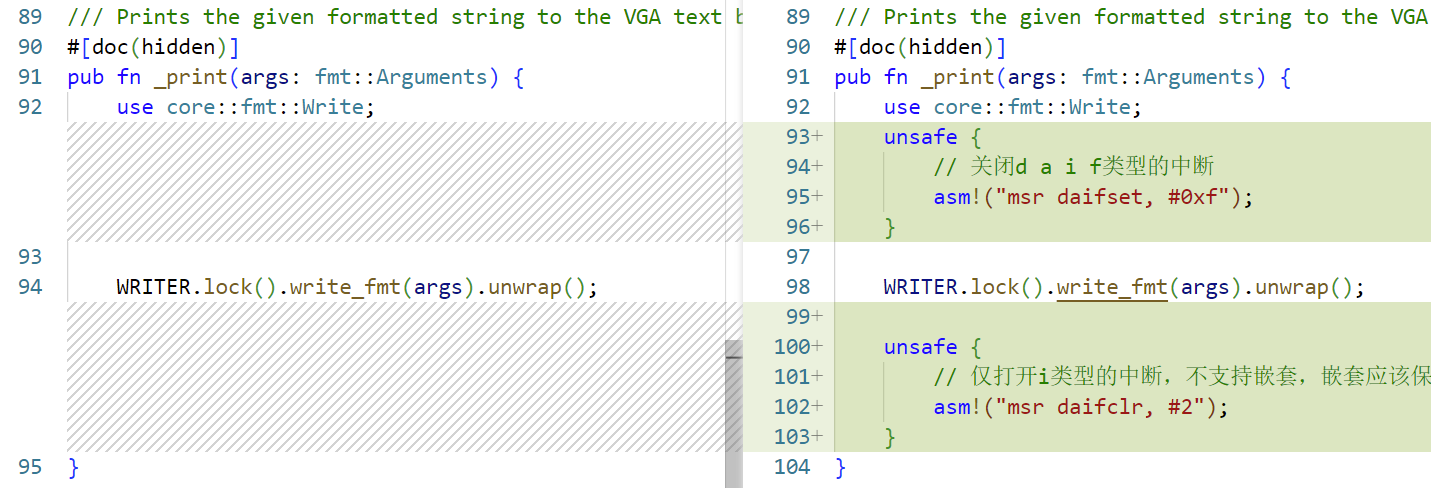 89 /// Prints the given formatted string to the VGA text b
90 #[doc(hidden)]
91 pub fn _print(args: fmt::Arguments) {
92 use core::fmt::Write;
93
94 WRITER.lock().write_fmt(args).unwrap();
95 }
89 /// Prints the given formatted string to the VGA
90 #[doc(hidden)]
91 pub fn _print(args: fmt::Arguments) {
92 use core::fmt::Write;
93+ unsafe {
94+ // 关闭d a i f类型的中断
95+ asm!("msr daifset, #0xf");
96+ }
97
98 WRITER.lock().write_fmt(args).unwrap();
99+
100+ unsafe {
101+ // 仅打开i类型的中断，不支持嵌套，嵌套应该保
102+ asm!("msr daifclr, #2");
103+ }
104 }